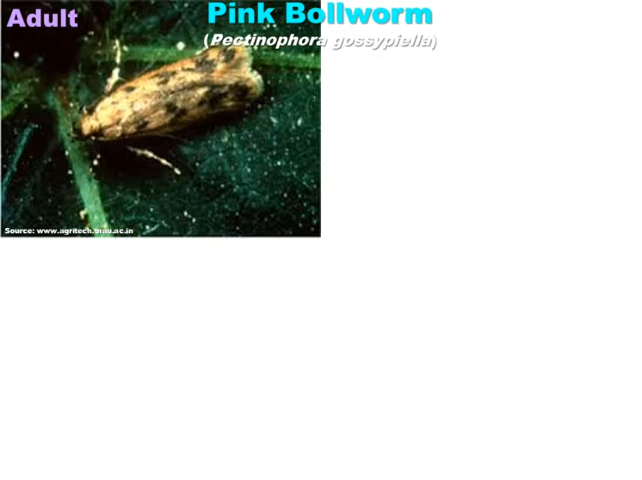 Adult
Pink Bollworm
(Pectinophora gossypiella)
Source: www.agritech.tnau.ac.in